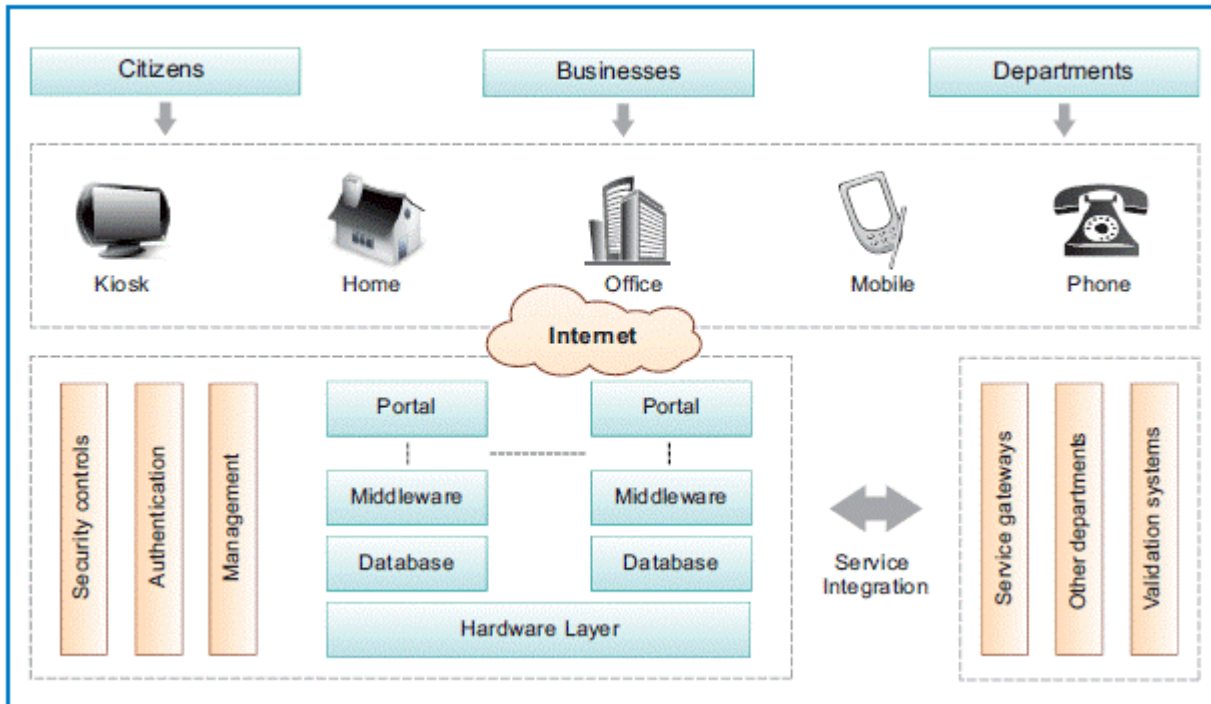 Citizens
Businesses
Departments
Kiosk
Home
Office
Mobile
Phone
Internet
Security controls
Authentication
Management
Portal
Portal
Middleware
Middleware
Database
Database
Hardware Layer
Service
Integration
Service gateways
Other departments
Validation systems